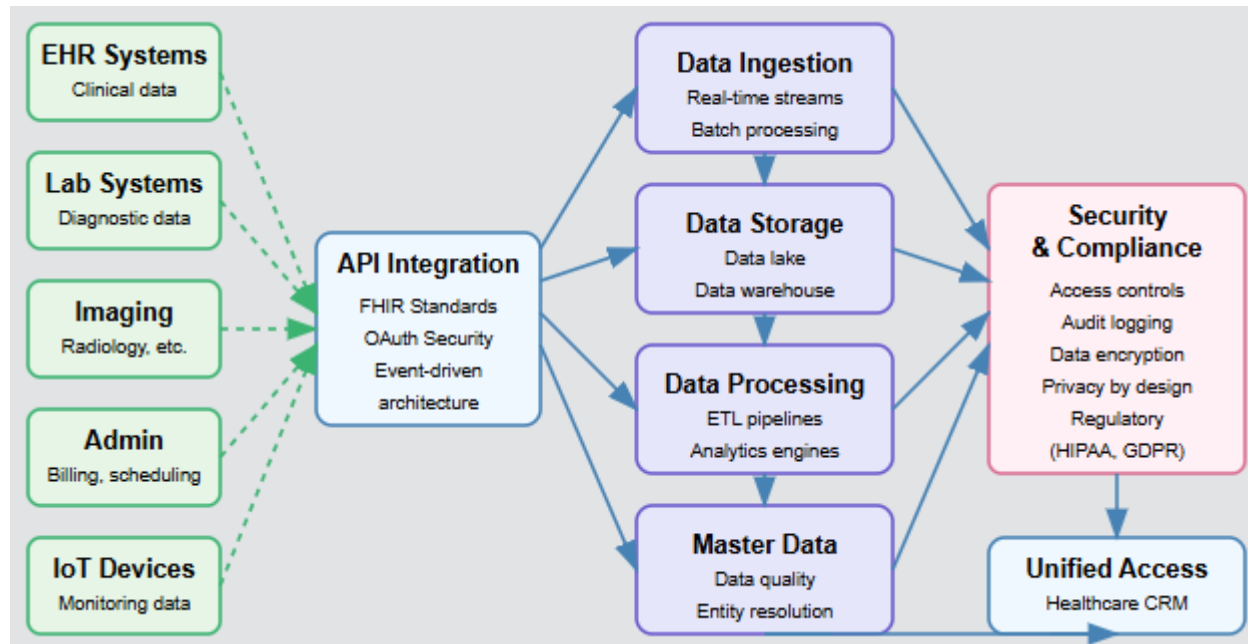 EHR Systems
Clinical data
Lab Systems
Diagnostic data
Imaging
Radiology, etc.
Admin
Billing, scheduling
IoT Devices
Monitoring data
API Integration
FHIR Standards
OAuth Security
Event-driven
architecture
Data Ingestion
Real-time streams
Batch processing
Data Storage
Data lake
Data warehouse
Data Processing
ETL pipelines
Analytics engines
Master Data
Data quality
Entity resolution
Security
& Compliance
Access controls
Audit logging
Data encryption
Privacy by design
Regulatory
(HIPAA, GDPR)
Unified Access
Healthcare CRM